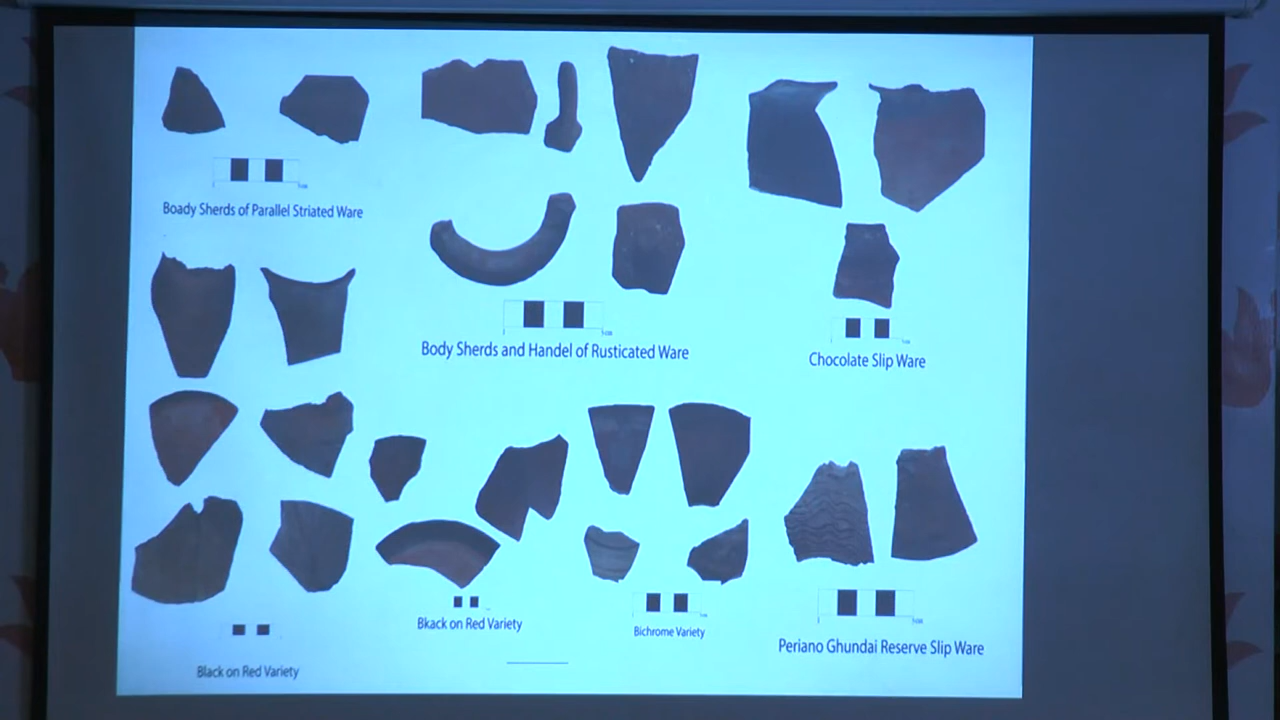 Boady Sherds of Parallel Striated Ware
Body Sherds and Handel of Rusticated Ware
Chocolate Slip Ware
Bkack on Red Variety
Bichrome Variety
Periano Ghundai Reserve Slip Ware
Black on Red Variety